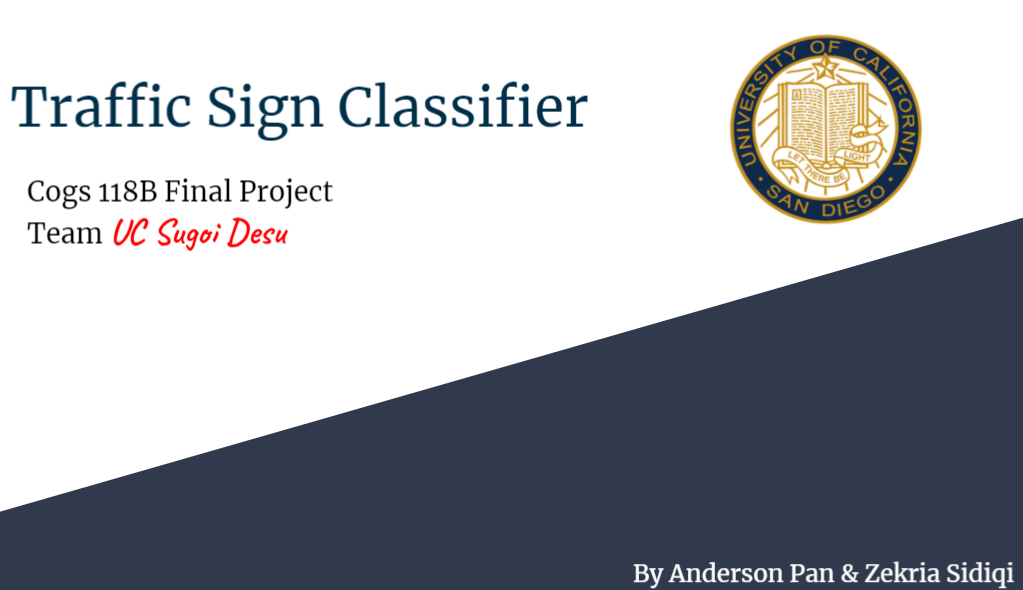 Traffic Sign Classifier
Cogs 118B Final Project
Team UC Sugoi Desu
UNIVERSITY OF CALIFORNIA
LET THERE BE LIGHT
· SAN DIEGO ·
By Anderson Pan & Zekria Sidiqi